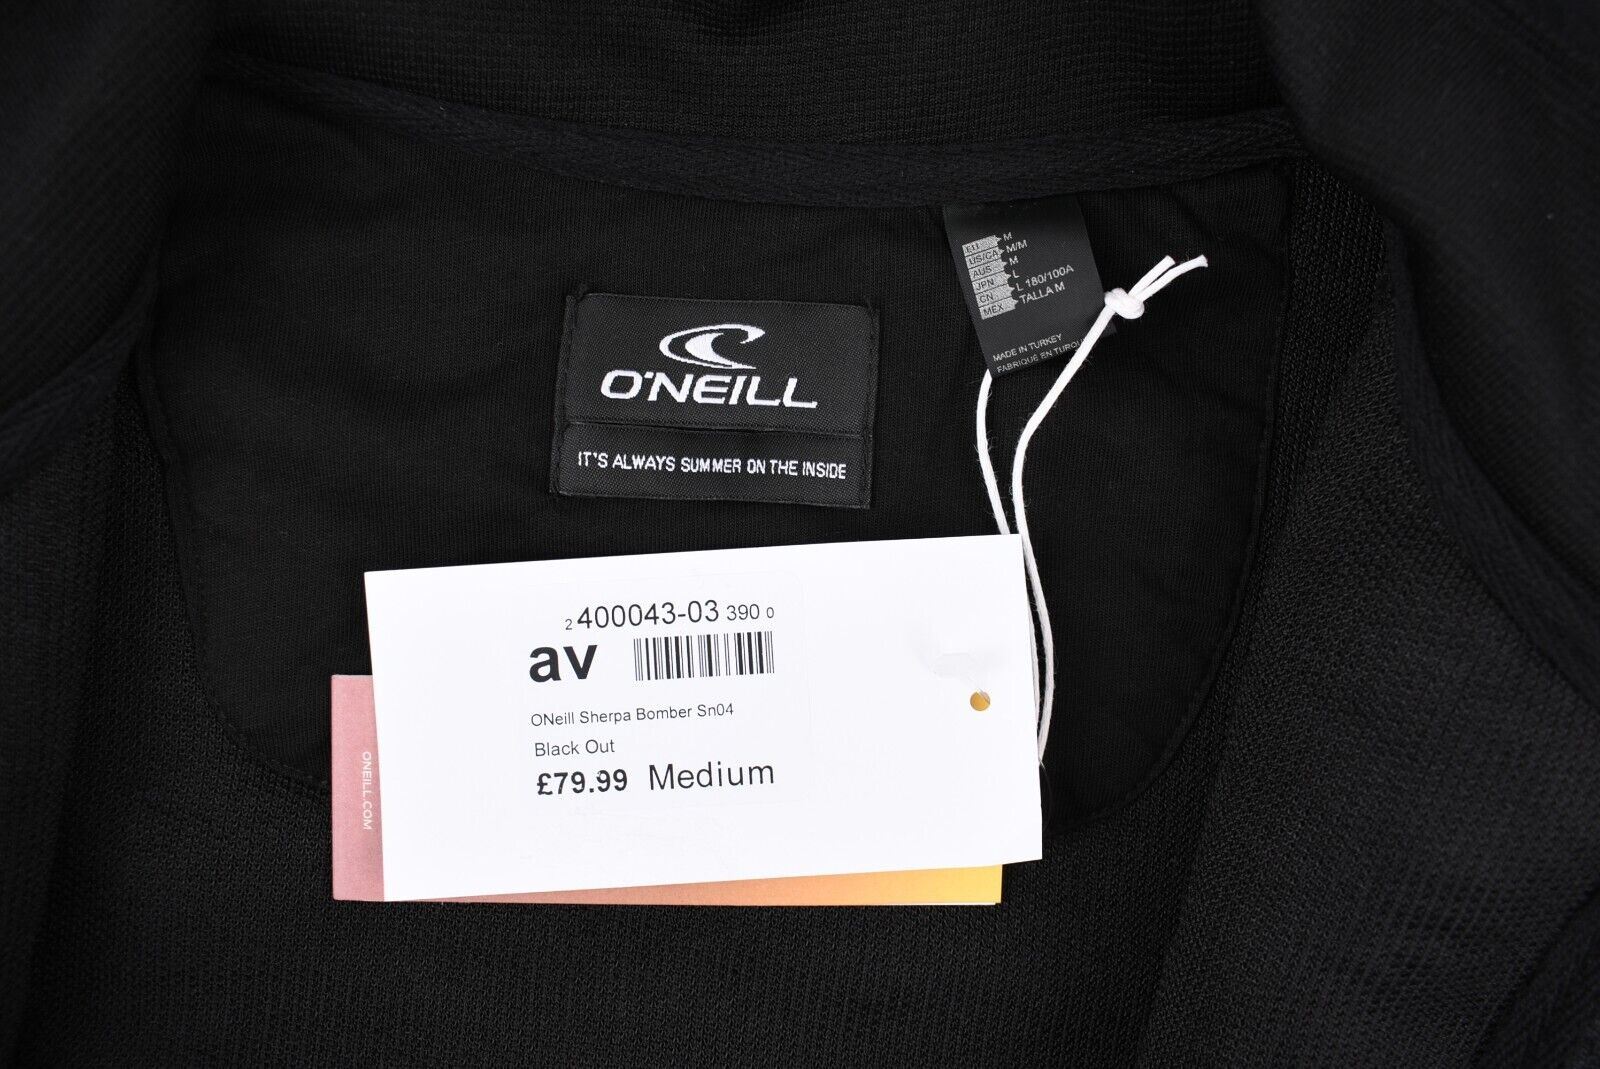 EU M
US/CA M/M
AUS M
JPN L
CN L 180/100A
MEX TALLA M
MADE IN TURKEY
FABRIQUÉ EN TURQU
O'NEILL
IT'S ALWAYS SUMMER ON THE INSIDE
2 400043-03 390 0
av
ONeill Sherpa Bomber Sn04
Black Out
£79.99 Medium
ONEILL.COM